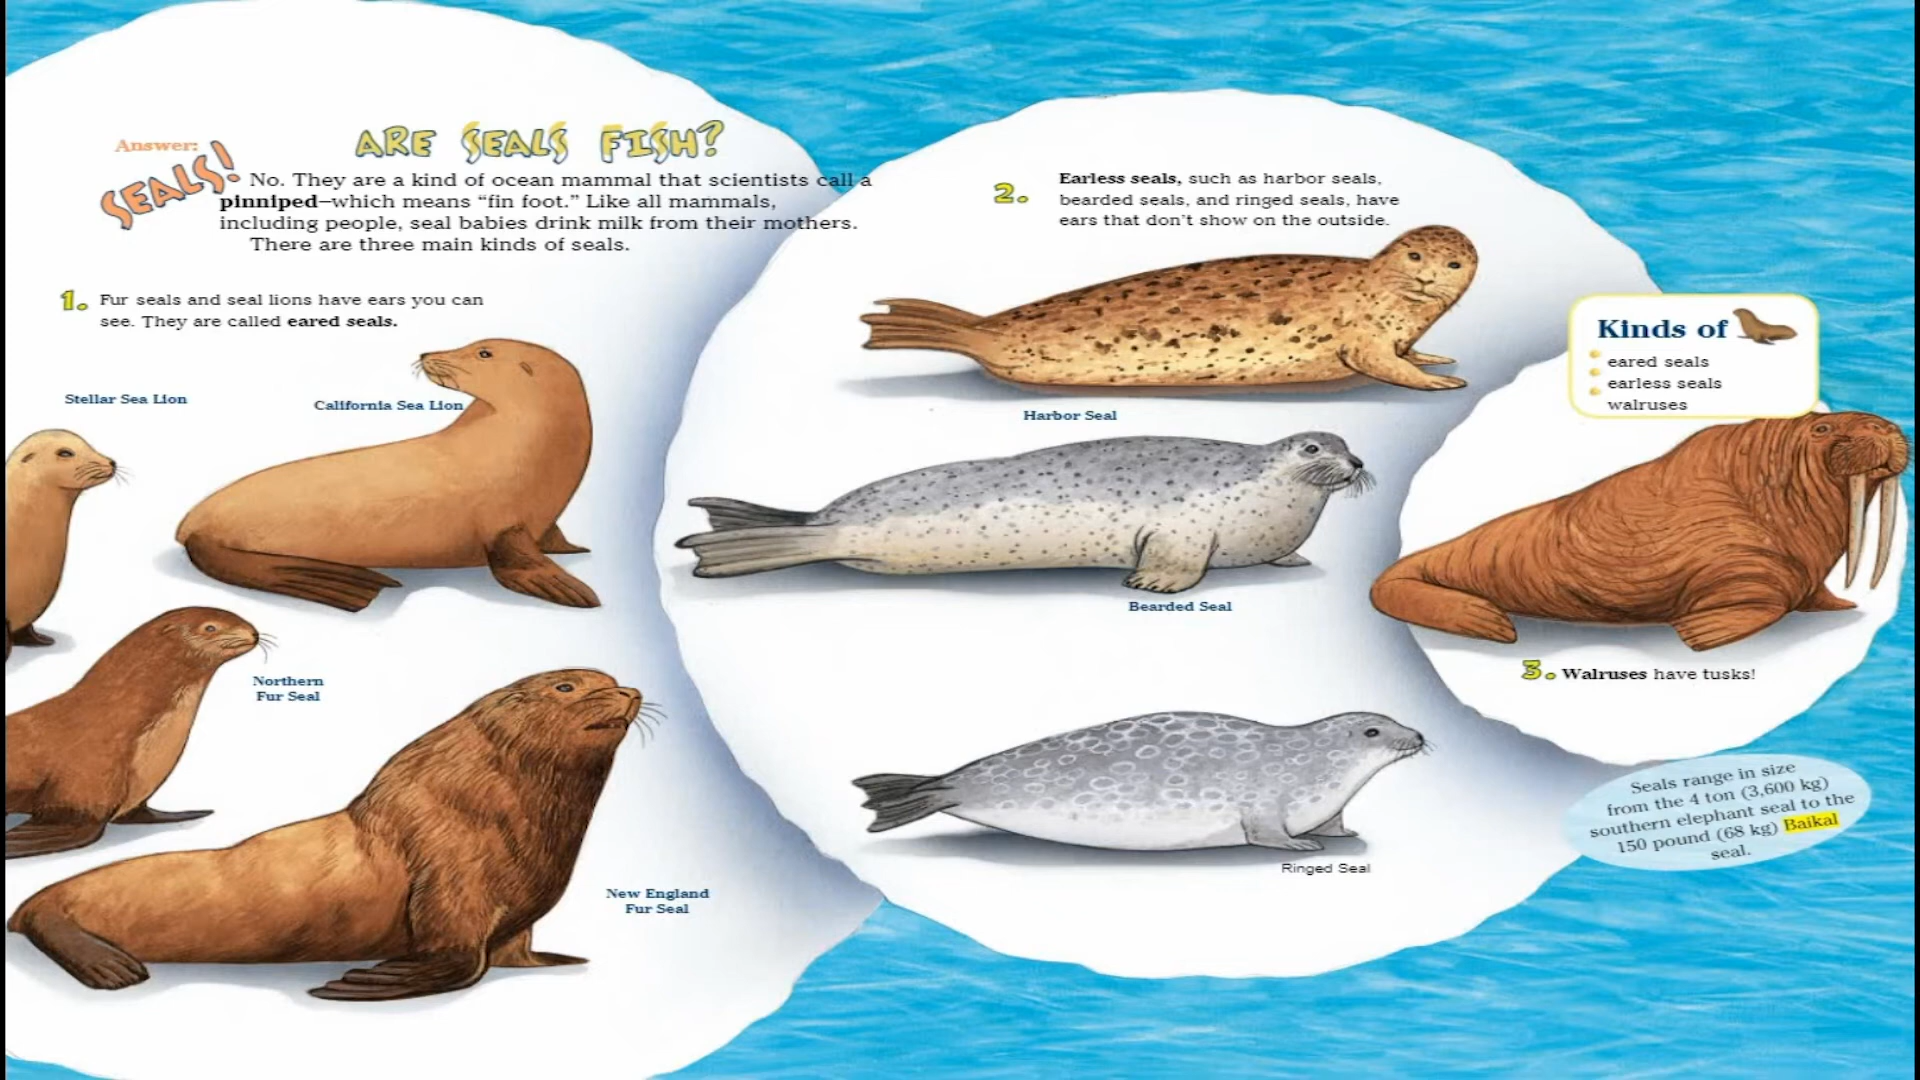 Answer:
SEALS!
ARE SEALS FISH?
No. They are a kind of ocean mammal that scientists call a
pinniped—which means “fin foot.” Like all mammals,
including people, seal babies drink milk from their mothers.
There are three main kinds of seals.
1. Fur seals and seal lions have ears you can
see. They are called eared seals.
Stellar Sea Lion
California Sea Lion
Northern
Fur Seal
New England
Fur Seal
2. Earless seals, such as harbor seals,
bearded seals, and ringed seals, have
ears that don’t show on the outside.
Harbor Seal
Bearded Seal
Ringed Seal
Kinds of
eared seals
earless seals
walruses
3. Walruses have tusks!
Seals range in size
from the 4 ton (3,600 kg)
southern elephant seal to the
150 pound (68 kg) Baikal
seal.